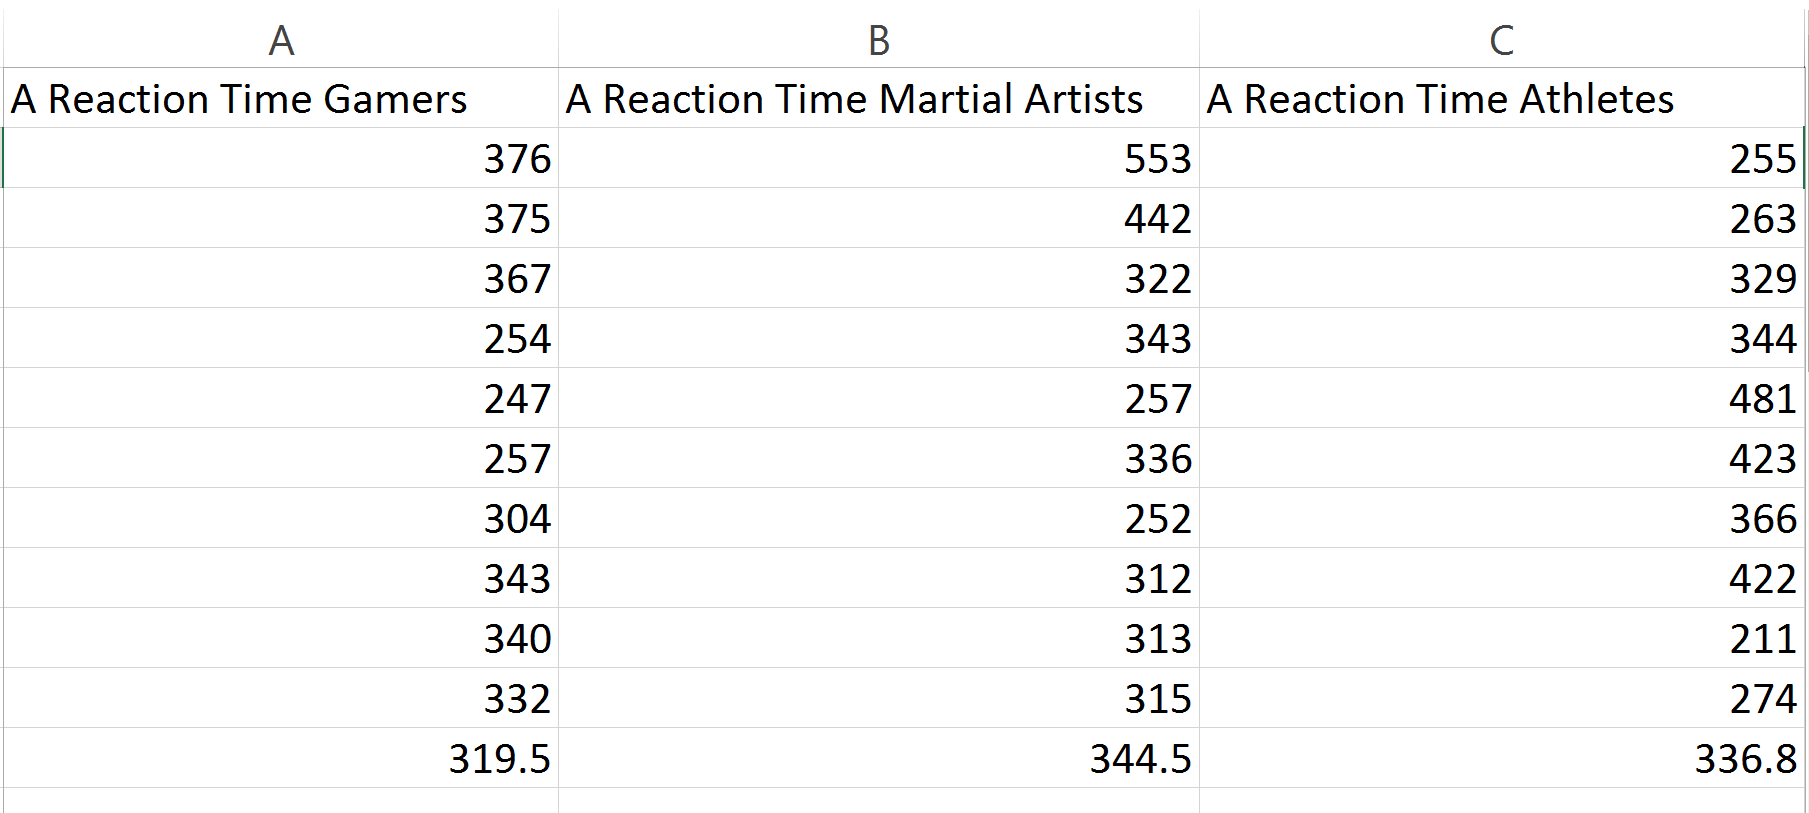 A B C
A Reaction Time Gamers A Reaction Time Martial Artists A Reaction Time Athletes
376 553 255
375 442 263
367 322 329
254 343 344
247 257 481
257 336 423
304 252 366
343 312 422
340 313 211
332 315 274
319.5 344.5 336.8